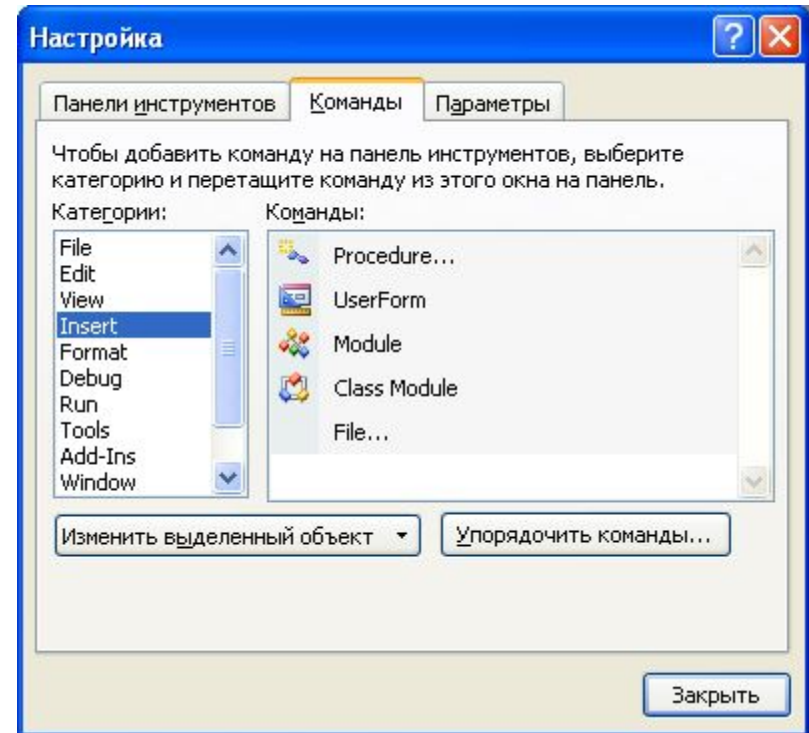 Настройка
Панели инструментов
Команды
Параметры
Чтобы добавить команду на панель инструментов, выберите
категорию и перетащите команду из этого окна на панель.
Категории:
File
Edit
View
Insert
Format
Debug
Run
Tools
Add-Ins
Window
Команды:
Procedure...
UserForm
Module
Class Module
File...
Изменить выделенный объект
Упорядочить команды...
Закрыть